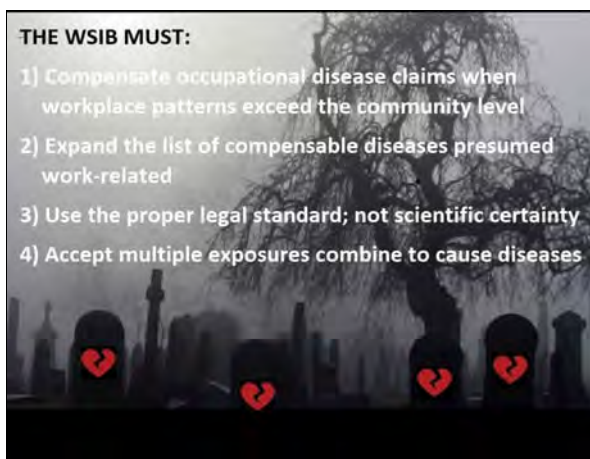 THE WSIB MUST:
1) Compensate occupational disease claims when
workplace patterns exceed the community level
2) Expand the list of compensable diseases presumed
work-related
3) Use the proper legal standard; not scientific certainty
4) Accept multiple exposures combine to cause diseases